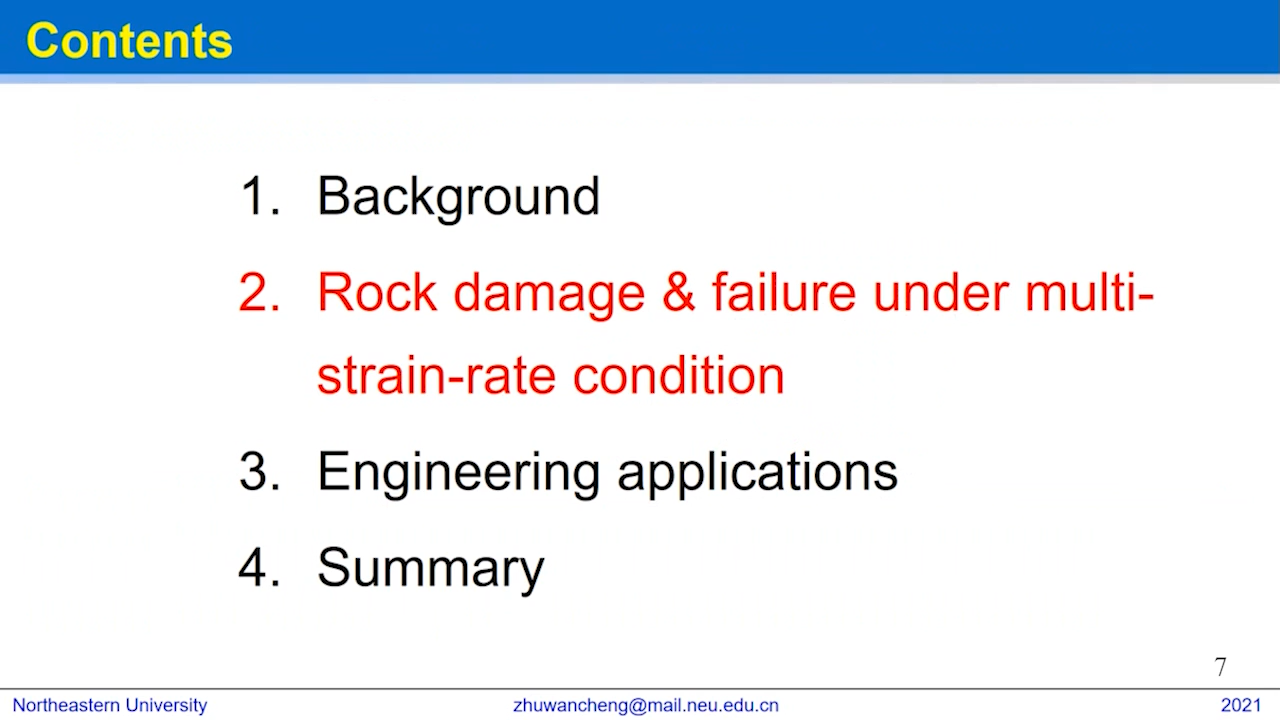 Contents
1. Background
2. Rock damage & failure under multi-
strain-rate condition
3. Engineering applications
4. Summary
7
Northeastern University zhuwancheng@mail.neu.edu.cn 2021